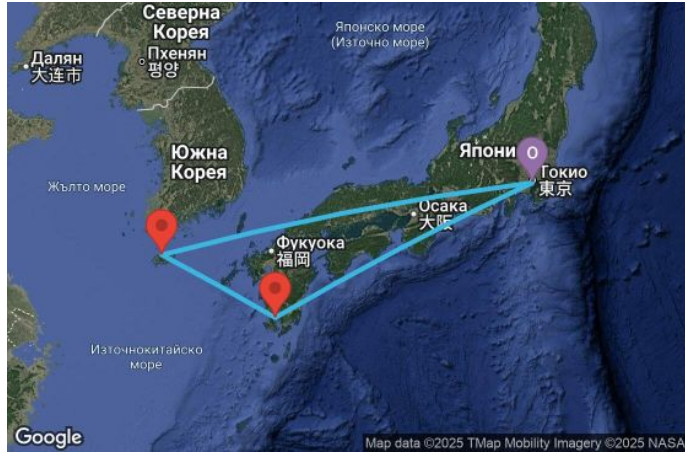 Северна
Корея
Японско море
(Източно море)
Далян
大连市
Пхенян
평양
Южна
Корея
Япони
O
Токио
東京
Жълто море
Осака
大阪
Фукуока
福岡
Източнокитайско
море
Google
Map data ©2025 TMap Mobility Imagery ©2025 NASA